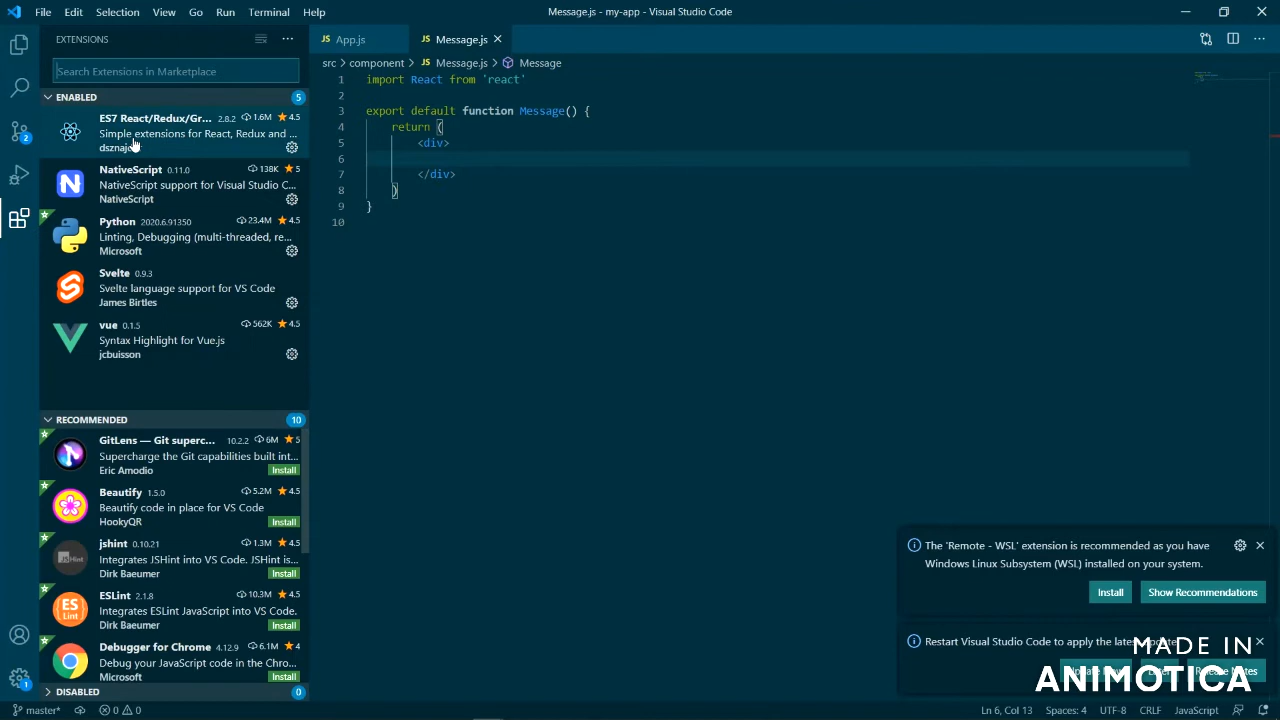 File Edit Selection View Go Run Terminal Help
Message.js - my-app - Visual Studio Code
EXTENSIONS
Search Extensions in Marketplace
ENABLED 5
ES7 React/Redux/Gr... 2.8.2 1.6M 4.5
Simple extensions for React, Redux and ...
NativeScript 0.11.0 138K 5
NativeScript support for Visual Studio C...
NativeScript
Python 2020.6.91350 23.4M 4.5
Linting, Debugging (multi-threaded, re...
Microsoft
Svelte 0.9.3
Svelte language support for VS Code
James Birtles
vue 0.1.5 562K 4.5
Syntax Highlight for Vue.js
jcbuisson
RECOMMENDED 10
GitLens — Git superc... 10.2.2 6M 5
Supercharge the Git capabilities built int...
Eric Amodio Install
Beautify 1.5.0 5.2M 4.5
Beautify code in place for VS Code
HookyQR Install
jshint 0.10.21 1.3M 4.5
Integrates JSHint into VS Code. JSHint is...
Dirk Baeumer Install
ESLint 2.1.8 10.3M 4.5
Integrates ESLint JavaScript into VS Code.
Dirk Baeumer Install
Debugger for Chrome 4.12.9 6.1M 4
Debug your JavaScript code in the Chro...
Microsoft Install
DISABLED 0
JS App.js JS Message.js
src > component > JS Message.js > Message
1 import React from 'react'
2
3 export default function Message() {
4 return (
5 <div>
6
7 </div>
8 )
9 }
10
The 'Remote - WSL' extension is recommended as you have
Windows Linux Subsystem (WSL) installed on your system.
Install Show Recommendations
Restart Visual Studio Code to apply the latest
MADE IN
ANIMOTICA
2
1
master* 0 0 Ln 6, Col 13 Spaces: 4 UTF-8 CRLF JavaScript